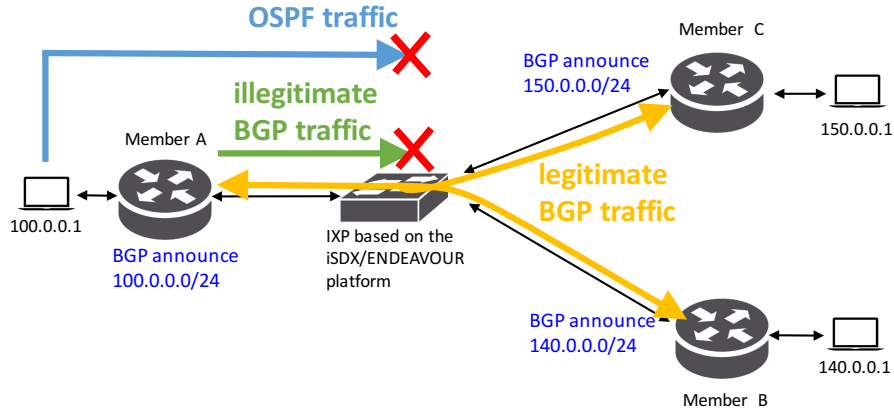 OSPF traffic
Member C
BGP announce
150.0.0.0/24
illegitimate
BGP traffic
Member A
150.0.0.1
legitimate
BGP traffic
100.0.0.1
IXP based on the
iSDX/ENDEAVOUR
platform
BGP announce
100.0.0.0/24
BGP announce
140.0.0.0/24
140.0.0.1
Member B